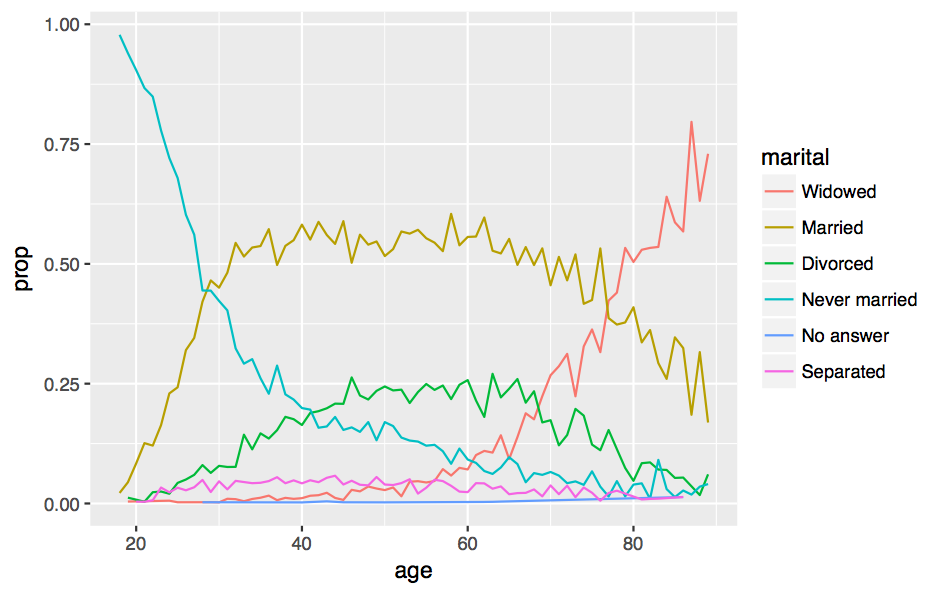 1.00
0.75
0.50
0.25
0.00
prop
20 40 60 80
age
marital
Widowed
Married
Divorced
Never married
No answer
Separated